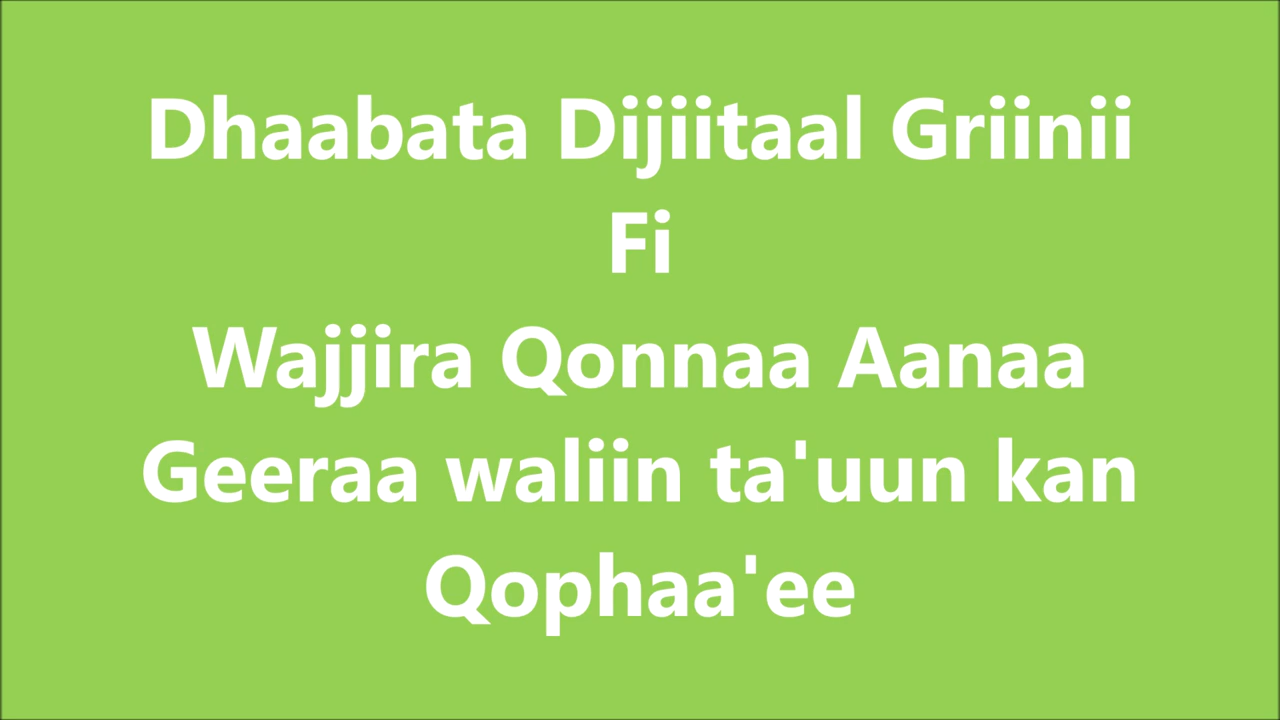 Dhaabata Dijiitaal Griinii
Fi
Wajjira Qonnaa Aanaa
Geeraa waliin ta'uun kan
Qophaa'ee